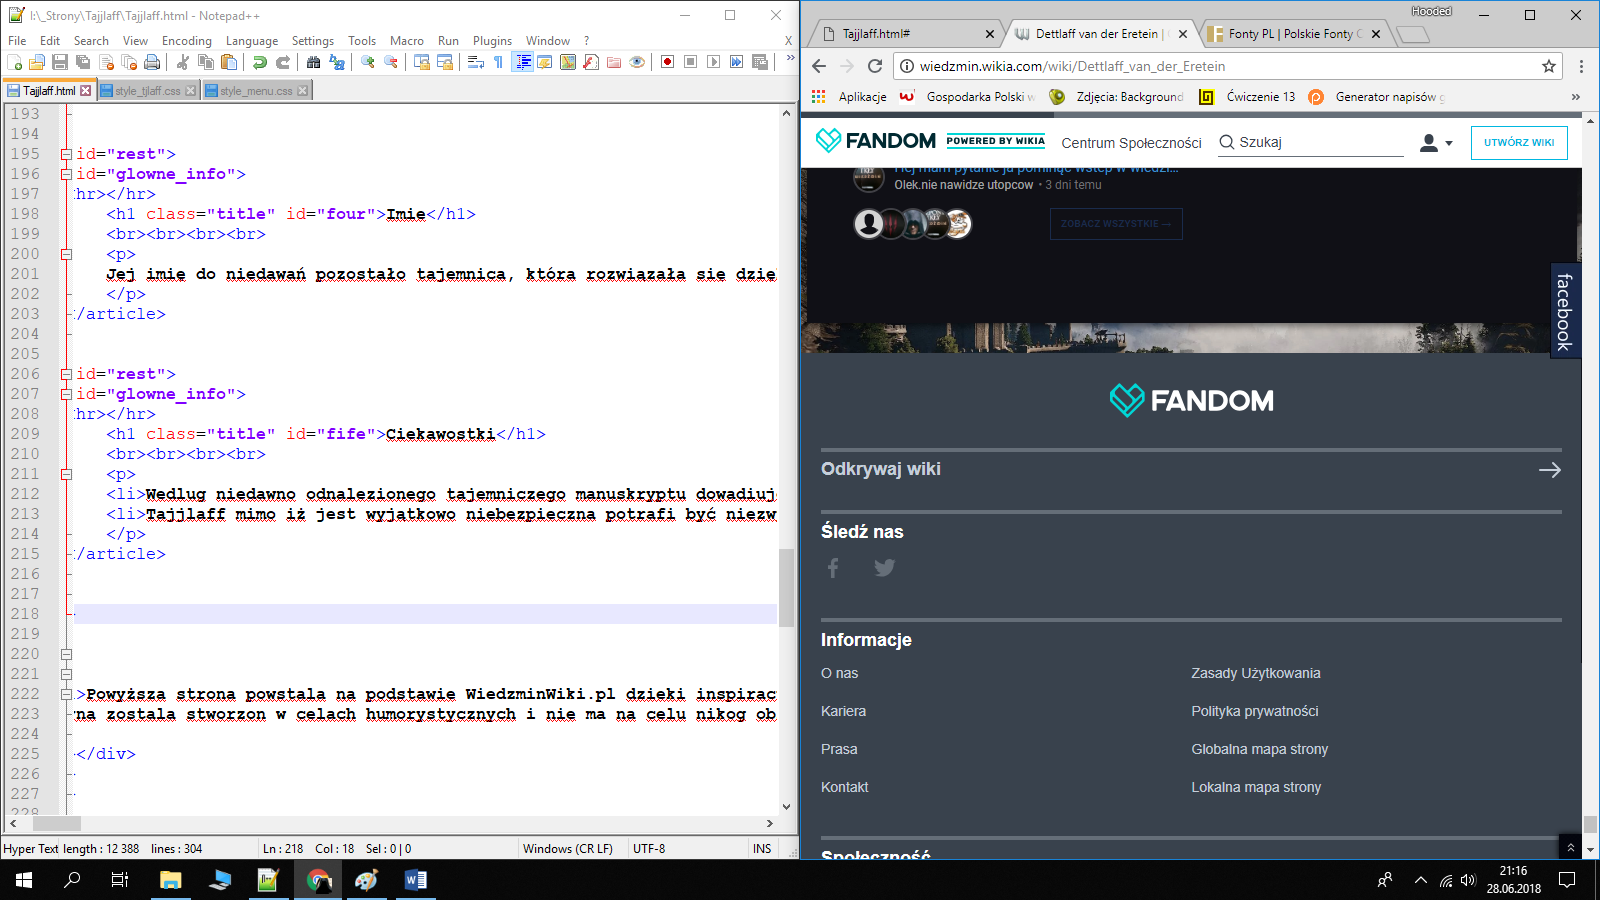 I:\_Strony\Tajjlaff\Tajjlaff.html - Notepad++
File Edit Search View Encoding Language Settings Tools Macro Run Plugins Window ? X
Tajjlaff.html style_tjlaff.css style_menu.css
193
194
195 id="rest">
196 id="glowne_info">
197 hr></hr>
198 <h1 class="title" id="four">Imie</h1>
199 <br><br><br><br>
200 <p>
201 Jej imię do niedawań pozostało tajemnica, która rozwiazała sie dzię
202 </p>
203 /article>
204
205
206 id="rest">
207 id="glowne_info">
208 hr></hr>
209 <h1 class="title" id="fife">Ciekawostki</h1>
210 <br><br><br><br>
211 <p>
212 <li>Wedlug niedawno odnalezionego tajemniczego manuskryptu dowadiuj
213 <li>Tajjlaff mimo iż jest wyjatkowo niebezpieczna potrafi być niezw
214 </p>
215 /article>
216
217
218
219
220
221
222 >Powyższa strona powstala na podstawie WiedzminWiki.pl dzieki inspirac
223 na zostala stworzon w celach humorystycznych i nie ma na celu nikog ob
224
225 </div>
226
227
228
Hyper Text length : 12 388 lines : 304 Ln : 218 Col : 18 Sel : 0 | 0 Windows (CR LF) UTF-8 INS
Hooded
Tajjlaff.html# Dettlaff van der Eretein | Fonty PL | Polskie Fonty
wiedzmin.wikia.com/wiki/Dettlaff_van_der_Eretein
Aplikacje Gospodarka Polski w Zdjęcia: Background Ćwiczenie 13 Generator napisów g
FANDOM POWERED BY WIKIA Centrum Społeczności Szukaj UTWÓRZ WIKI
Hej mam pytanie ja pominąć wstęp w wiedzi...
Olek.nie nawidze utopcow • 3 dni temu
ZOBACZ WSZYSTKIE →
facebook
FANDOM
Odkrywaj wiki
Śledź nas
Informacje
O nas Zasady Użytkowania
Kariera Polityka prywatności
Prasa Globalna mapa strony
Kontakt Lokalna mapa strony
Społeczność
21:16
28.06.2018